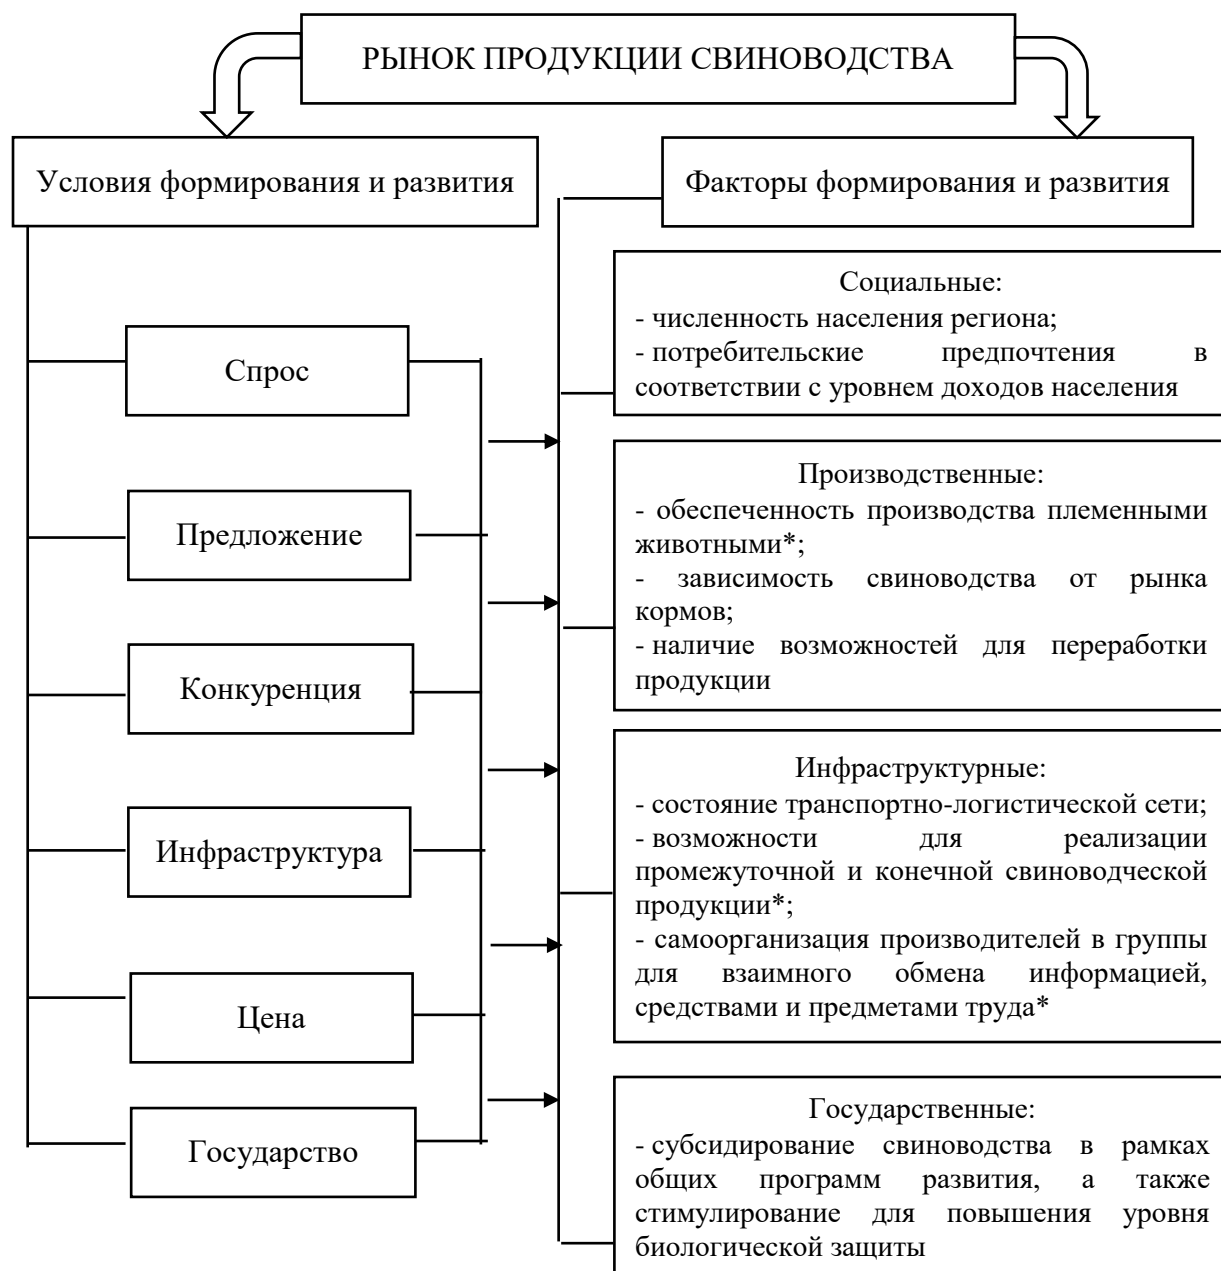 РЫНОК ПРОДУКЦИИ СВИНОВОДСТВА
Условия формирования и развития
Спрос
Предложение
Конкуренция
Инфраструктура
Цена
Государство
Факторы формирования и развития
Социальные:
- численность населения региона;
- потребительские предпочтения в
соответствии с уровнем доходов населения
Производственные:
- обеспеченность производства племенными
животными*;
- зависимость свиноводства от рынка
кормов;
- наличие возможностей для переработки
продукции
Инфраструктурные:
- состояние транспортно-логистической сети;
- возможности для реализации
промежуточной и конечной свиноводческой
продукции*;
- самоорганизация производителей в группы
для взаимного обмена информацией,
средствами и предметами труда*
Государственные:
- субсидирование свиноводства в рамках
общих программ развития, а также
стимулирование для повышения уровня
биологической защиты